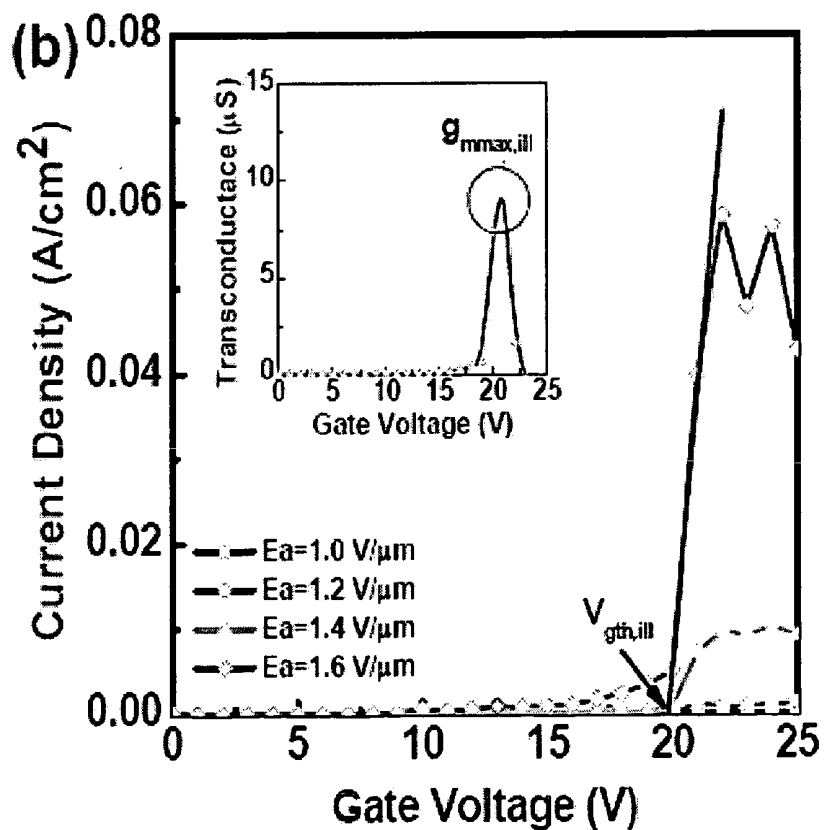 (b)
0.08
0.06
0.04
0.02
0.00
Current Density (A/cm²)
0 5 10 15 20 25
Gate Voltage (V)
15
10
5
0
Transconductace (μS)
0 5 10 15 20 25
Gate Voltage (V)
gmmax,ill
Ea=1.0 V/μm
Ea=1.2 V/μm
Ea=1.4 V/μm
Ea=1.6 V/μm
Vgth,ill